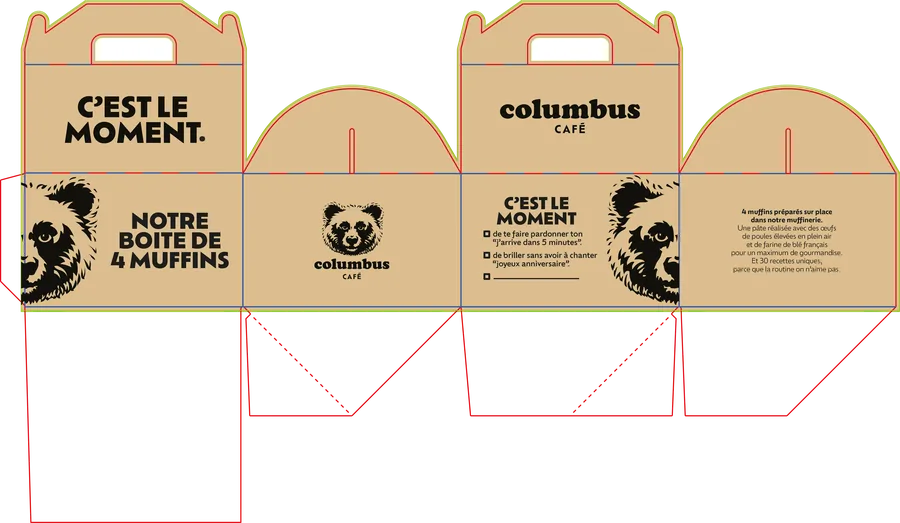 C'EST LE
MOMENT.
NOTRE
BOITE DE
4 MUFFINS
columbus
CAFÉ
columbus
CAFÉ
C'EST LE
MOMENT
de te faire pardonner ton
"j'arrive dans 5 minutes".
de briller sans avoir à chanter
"joyeux anniversaire".
4 muffins préparés sur place
dans notre muffinerie.
Une pâte réalisée avec des œufs
de poules élevées en plein air
et de farine de blé français
pour un maximum de gourmandise.
Et 30 recettes uniques,
parce que la routine on n'aime pas.